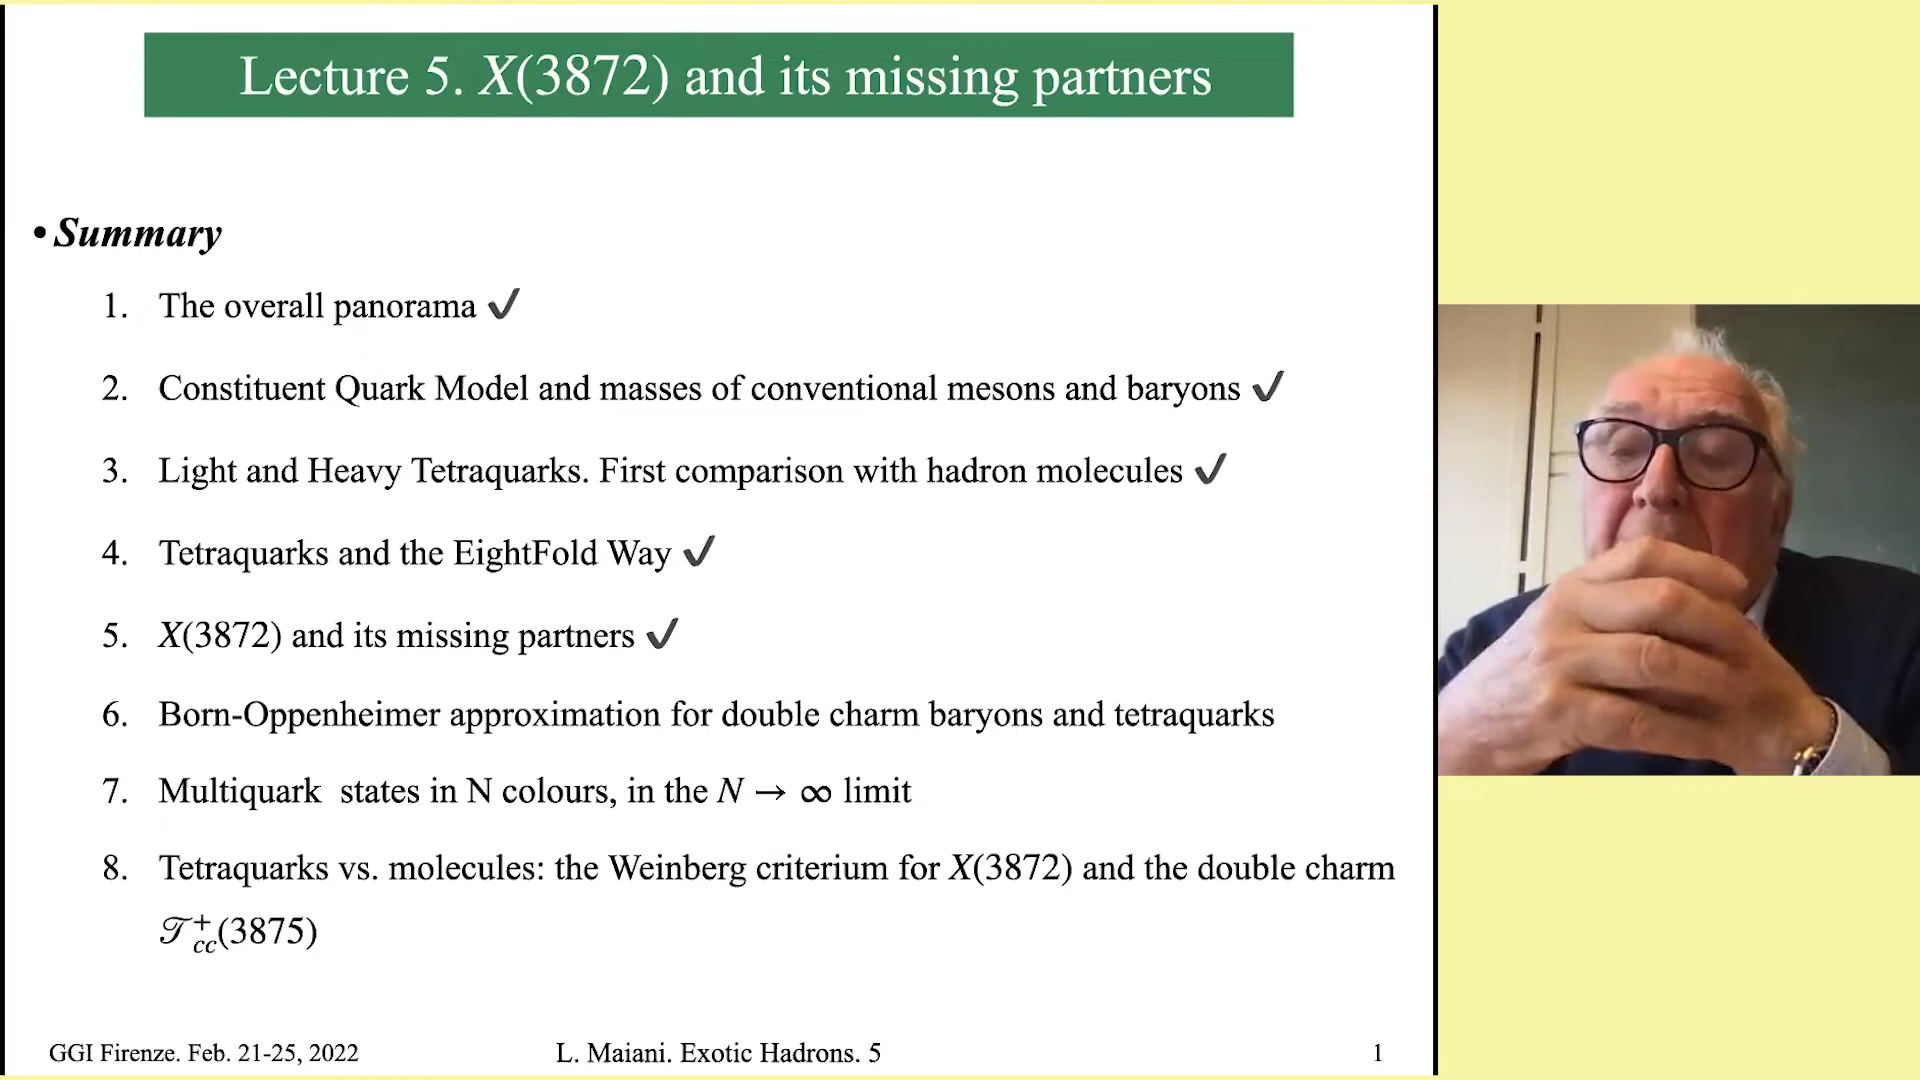 Lecture 5. X(3872) and its missing partners
• Summary
1. The overall panorama ✔
2. Constituent Quark Model and masses of conventional mesons and baryons ✔
3. Light and Heavy Tetraquarks. First comparison with hadron molecules ✔
4. Tetraquarks and the EightFold Way ✔
5. X(3872) and its missing partners ✔
6. Born-Oppenheimer approximation for double charm baryons and tetraquarks
7. Multiquark states in N colours, in the N → ∞ limit
8. Tetraquarks vs. molecules: the Weinberg criterium for X(3872) and the double charm
𝒯⁺cc(3875)
GGI Firenze. Feb. 21-25, 2022 L. Maiani. Exotic Hadrons. 5 1